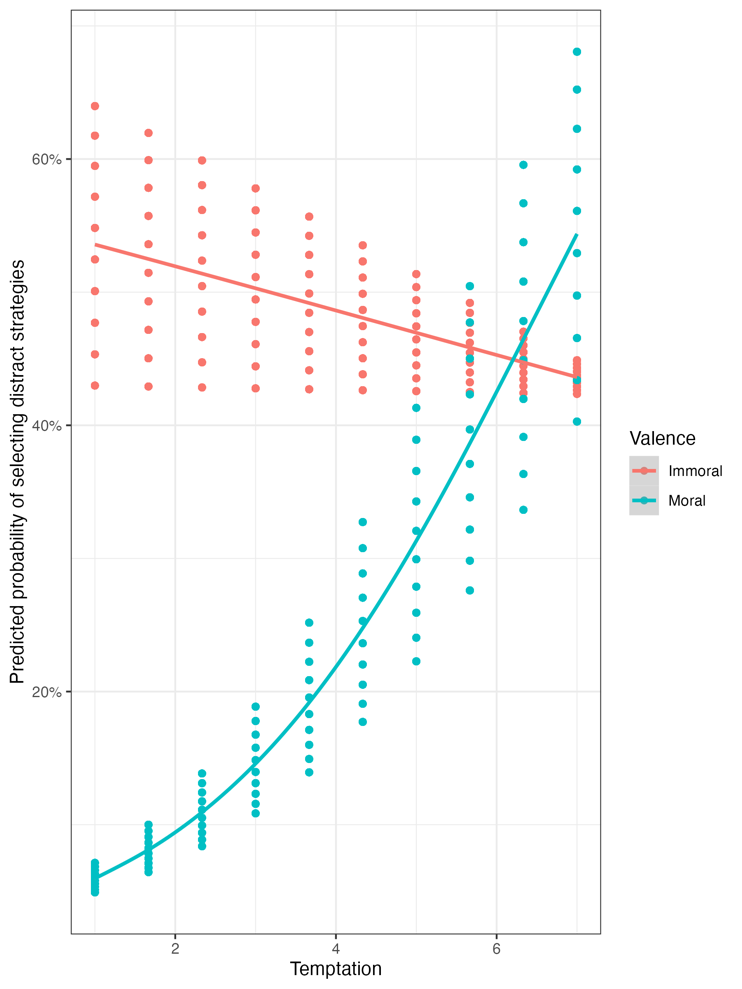 Predicted probability of selecting distract strategies
60%
40%
20%
2 4 6
Temptation
Valence
Immoral
Moral